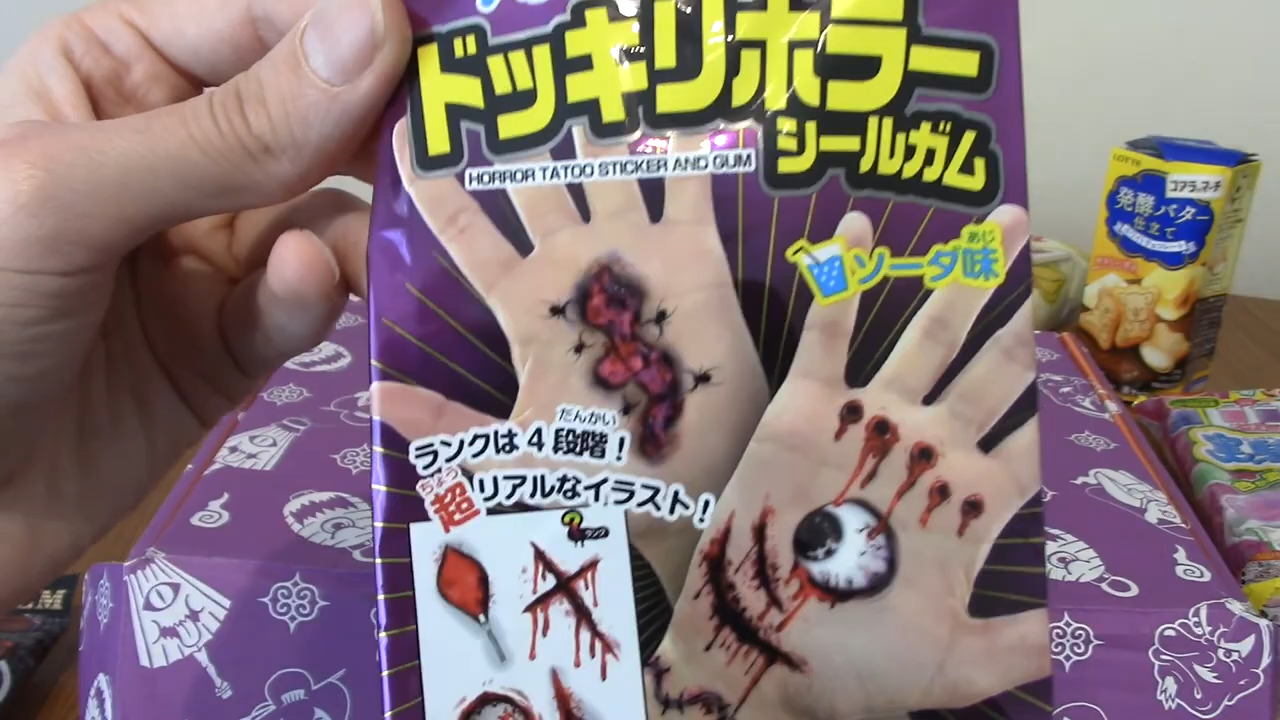 ドッキリホラー
シールガム
HORROR TATOO STICKER AND GUM
あじ
ソーダ味
だんかい
ランクは4段階！
ちょう
超リアルなイラスト！
?
ランク
LOTTE
コアラのマーチ
発酵バター
仕立て